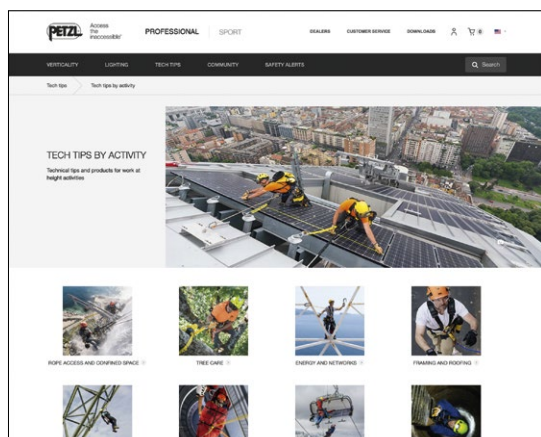 PETZL
Access
the
inaccessible®
PROFESSIONAL
SPORT
DEALERS
CUSTOMER SERVICE
DOWNLOADS
0
VERTICALITY
LIGHTING
TECH TIPS
COMMUNITY
SAFETY ALERTS
Search
Tech tips
Tech tips by activity
TECH TIPS BY ACTIVITY
Technical tips and products for work at
height activities
ROPE ACCESS AND CONFINED SPACE
TREE CARE
ENERGY AND NETWORKS
FRAMING AND ROOFING